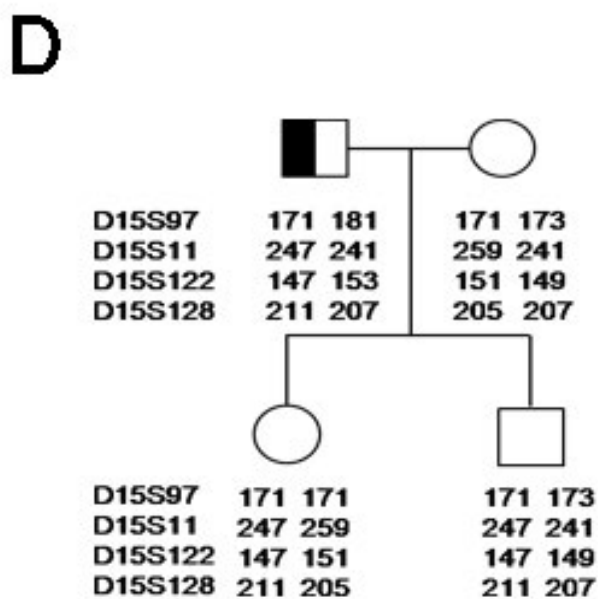 D
D15S97 171 181 171 173
D15S11 247 241 259 241
D15S122 147 153 151 149
D15S128 211 207 205 207
D15S97 171 171 171 173
D15S11 247 259 247 241
D15S122 147 151 147 149
D15S128 211 205 211 207